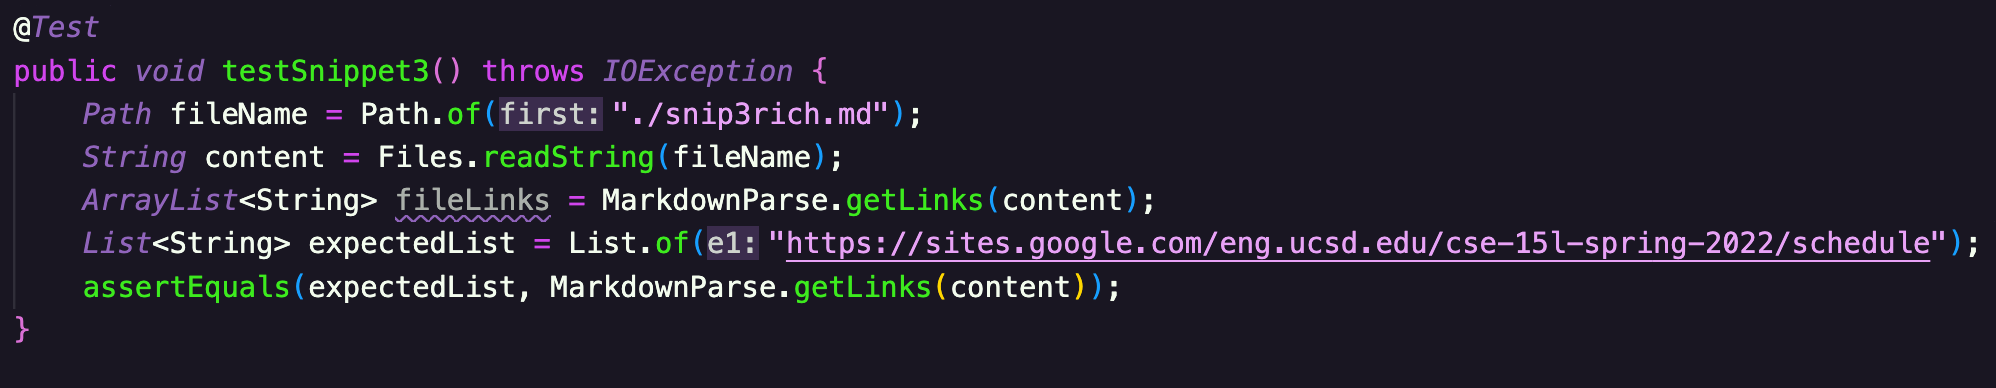 @Test
public void testSnippet3() throws IOException {
    Path fileName = Path.of(first: "./snip3rich.md");
    String content = Files.readString(fileName);
    ArrayList<String> fileLinks = MarkdownParse.getLinks(content);
    List<String> expectedList = List.of(e1: "https://sites.google.com/eng.ucsd.edu/cse-15l-spring-2022/schedule");
    assertEquals(expectedList, MarkdownParse.getLinks(content));
}